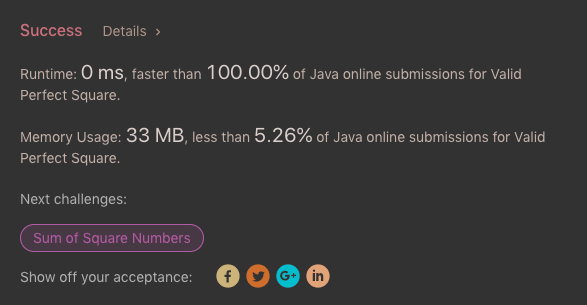 Success Details >
Runtime: 0 ms, faster than 100.00% of Java online submissions for Valid
Perfect Square.
Memory Usage: 33 MB, less than 5.26% of Java online submissions for Valid
Perfect Square.
Next challenges:
Sum of Square Numbers
Show off your acceptance: f G+ in